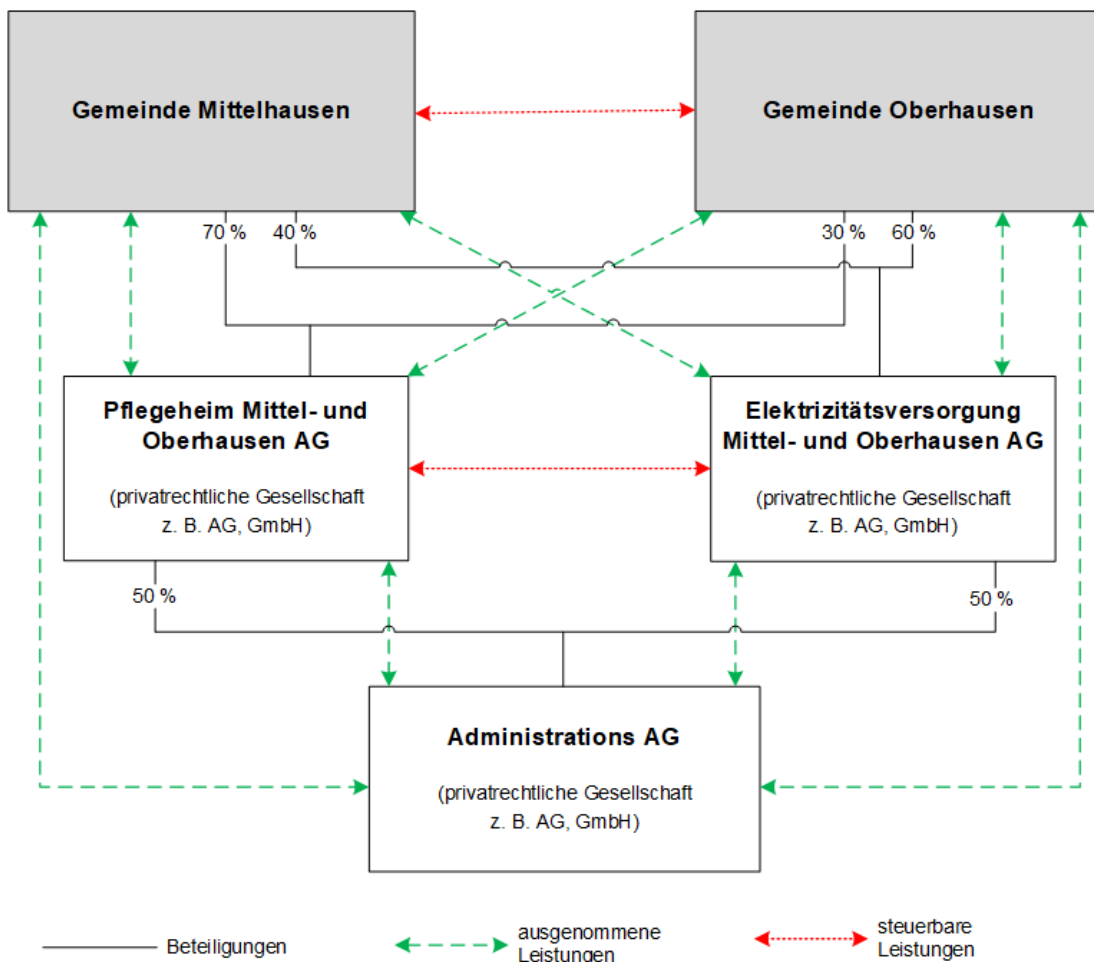 Gemeinde Mittelhausen
Gemeinde Oberhausen
70 %
40 %
30 %
60 %
Pflegeheim Mittel- und
Oberhausen AG
(privatrechtliche Gesellschaft
z. B. AG, GmbH)
Elektrizitätsversorgung
Mittel- und Oberhausen AG
(privatrechtliche Gesellschaft
z. B. AG, GmbH)
50 %
50 %
Administrations AG
(privatrechtliche Gesellschaft
z. B. AG, GmbH)
Beteiligungen
ausgenommene
Leistungen
steuerbare
Leistungen